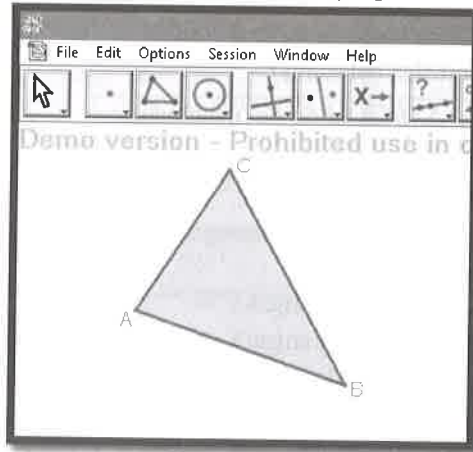 File Edit Options Session Window Help
?
X→
Demo version - Prohibited use in
C
A
B